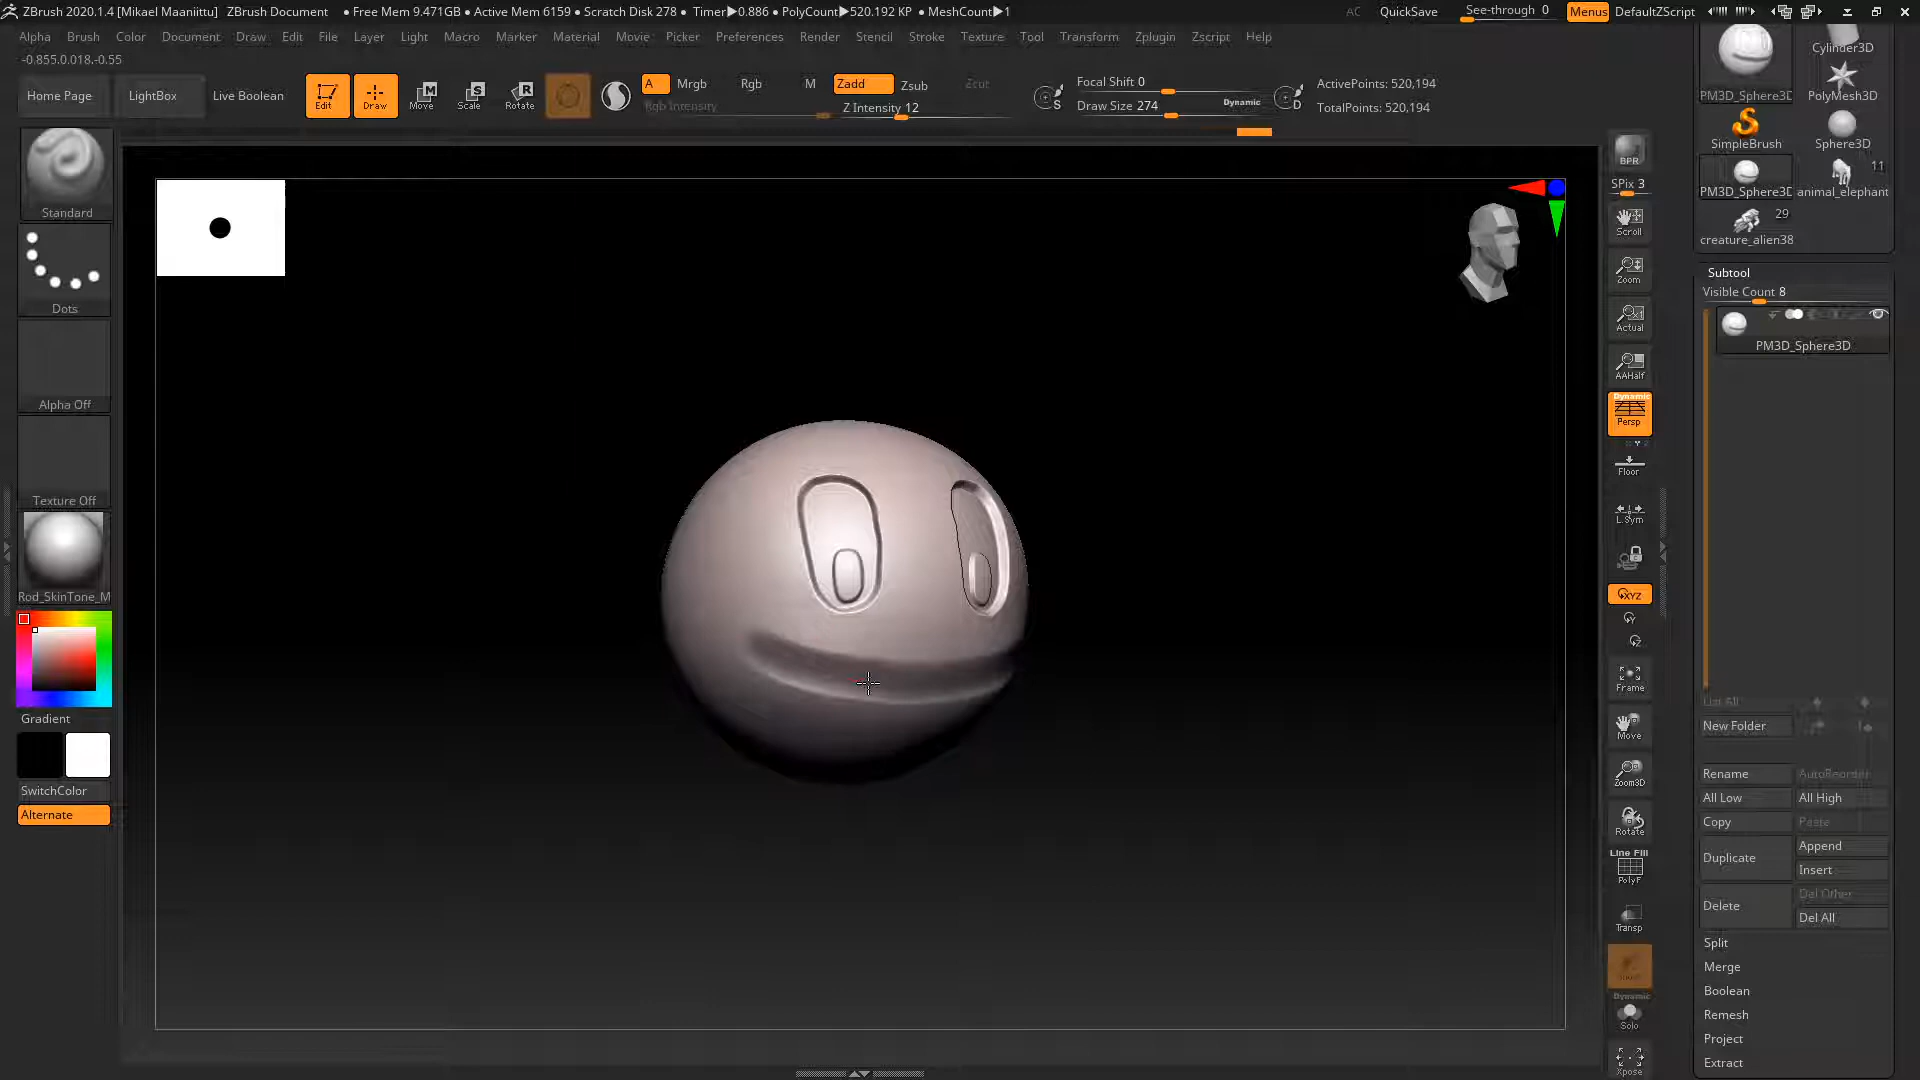 ZBrush 2020.1.4 [Mikael Maaniittu] ZBrush Document • Free Mem 9.471GB • Active Mem 6159 • Scratch Disk 278 • Timer▶0.886 • PolyCount▶520.192 KP • MeshCount▶1 AC QuickSave See-through 0 Menus DefaultZScript
Alpha Brush Color Document Draw Edit File Layer Light Macro Marker Material Movie Picker Preferences Render Stencil Stroke Texture Tool Transform Zplugin Zscript Help
-0.855,0.018,-0.55
Home Page LightBox Live Boolean Edit Draw Move Scale Rotate
A Mrgb Rgb M Zadd Zsub Zcut
Rgb Intensity Z Intensity 12
Focal Shift 0
Draw Size 274 Dynamic
S
D
ActivePoints: 520,194
TotalPoints: 520,194
Standard
Dots
Alpha Off
Texture Off
Rod_SkinTone_M
Gradient
SwitchColor
Alternate
BPR
SPix 3
Scroll
Zoom
Actual
AAHalf
Dynamic
Persp
Floor
L.Sym
XYZ
Y
Z
Frame
Move
Zoom3D
Rotate
Line Fill
PolyF
Transp
Dynamic
Solo
Xpose
Cylinder3D
PM3D_Sphere3D PolyMesh3D
SimpleBrush Sphere3D
11
PM3D_Sphere3D animal_elephant
29
creature_alien38
Subtool
Visible Count 8
PM3D_Sphere3D
List All
New Folder
Rename AutoReorder
All Low All High
Copy Paste
Duplicate Append
Insert
Delete Del Other
Del All
Split
Merge
Boolean
Remesh
Project
Extract